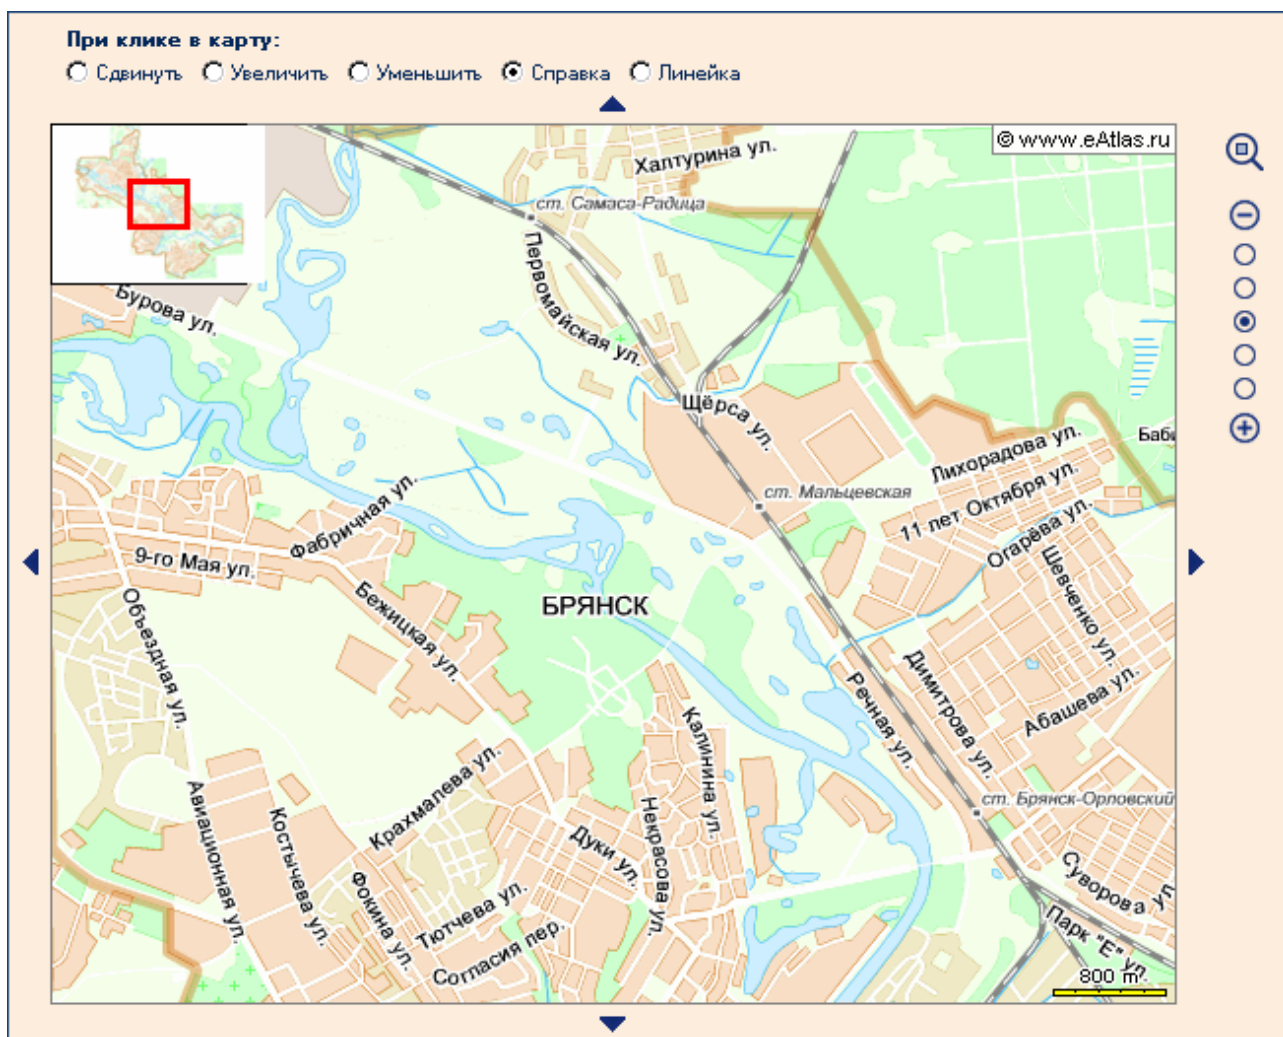 При клике в карту:
Сдвинуть Увеличить Уменьшить Справка Линейка
© www.eAtlas.ru
Халтурина ул.
ст. Самаса-Радица
Первомайская ул.
Бурова ул.
Щёрса ул.
Лихорадова ул.
Баби
11 лет Октября ул.
ст. Мальцевская
Огарёва ул.
Шевченко ул.
Фабричная ул.
9-го Мая ул.
Бежицкая ул.
БРЯНСК
Объездная ул.
Димитрова ул.
Речная ул.
Абашева ул.
Калинина ул.
Крахмалева ул.
Авиационная ул.
Костычева ул.
Некрасова ул.
Дуки ул.
ст. Брянск-Орловский
Фокина ул.
Тютчева ул.
Согласия пер.
Суворова ул.
Парк "Е" ул.
800 m